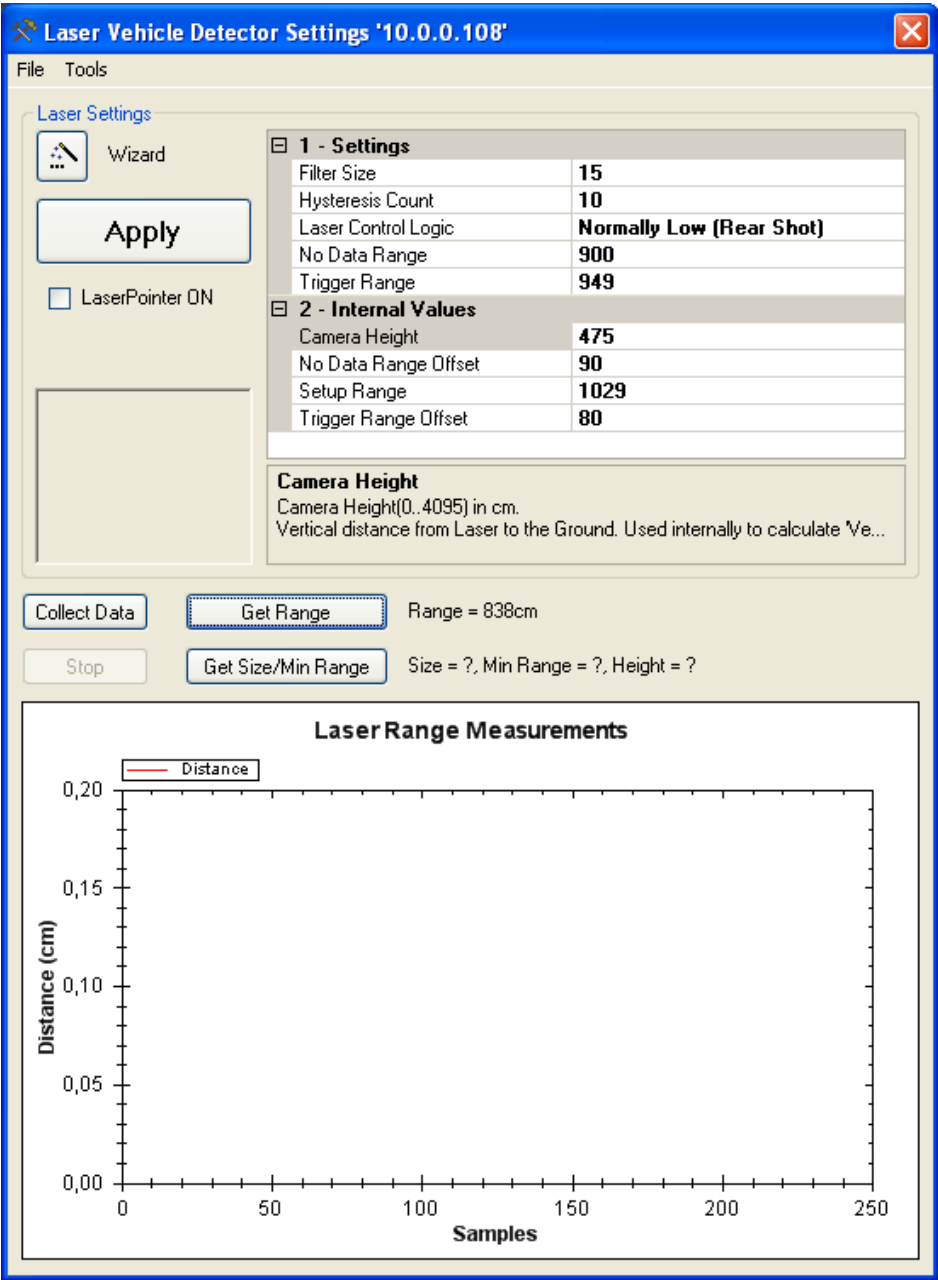 Laser Vehicle Detector Settings '10.0.0.108'
File Tools
Laser Settings
Wizard
Apply
LaserPointer ON
1 - Settings
Filter Size 15
Hysteresis Count 10
Laser Control Logic Normally Low (Rear Shot)
No Data Range 900
Trigger Range 949
2 - Internal Values
Camera Height 475
No Data Range Offset 90
Setup Range 1029
Trigger Range Offset 80
Camera Height
Camera Height(0..4095) in cm.
Vertical distance from Laser to the Ground. Used internally to calculate 'Ve...
Collect Data Get Range Range = 838cm
Stop Get Size/Min Range Size = ?, Min Range = ?, Height = ?
Laser Range Measurements
Distance
0,20
0,15
0,10
0,05
0,00
Distance (cm)
0 50 100 150 200 250
Samples